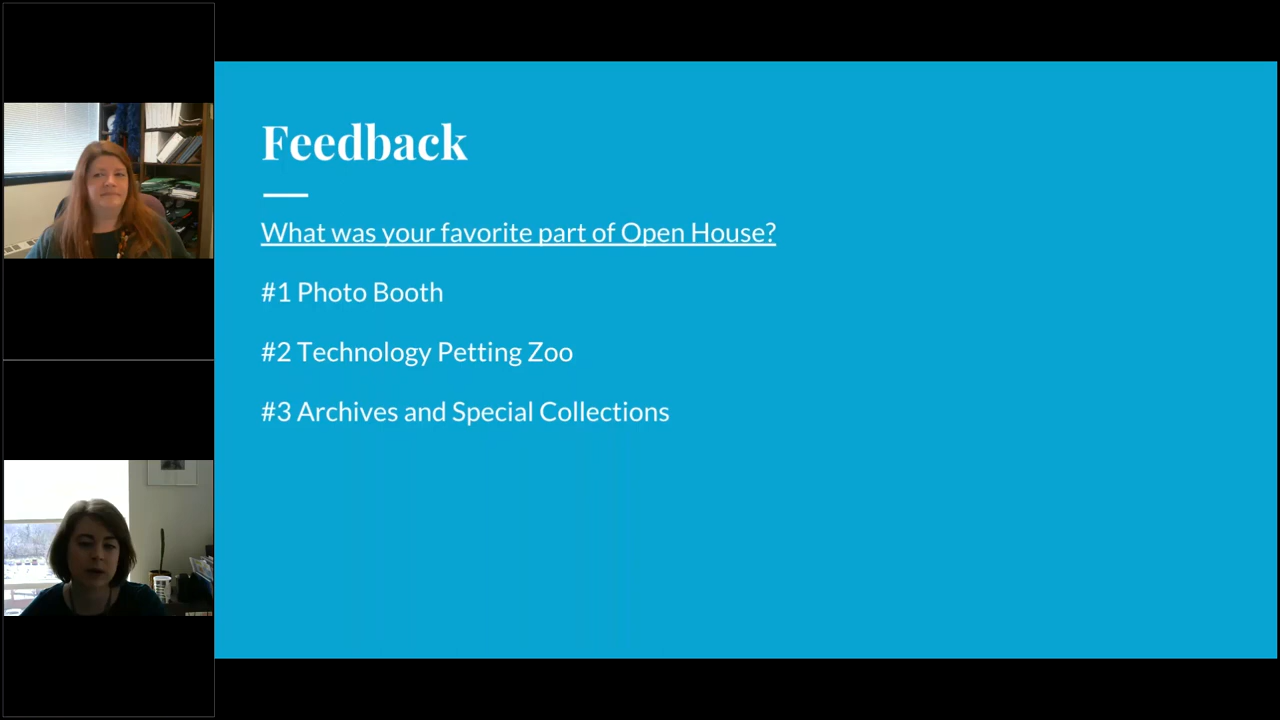 Feedback
What was your favorite part of Open House?
#1 Photo Booth
#2 Technology Petting Zoo
#3 Archives and Special Collections